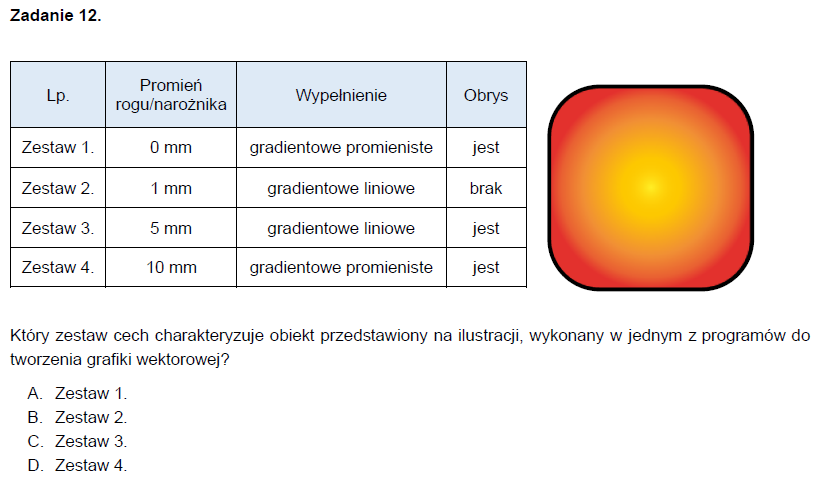 Zadanie 12.
Lp. Promień rogu/narożnika Wypełnienie Obrys
Zestaw 1. 0 mm gradientowe promieniste jest
Zestaw 2. 1 mm gradientowe liniowe brak
Zestaw 3. 5 mm gradientowe liniowe jest
Zestaw 4. 10 mm gradientowe promieniste jest
Który zestaw cech charakteryzuje obiekt przedstawiony na ilustracji, wykonany w jednym z programów do
tworzenia grafiki wektorowej?
A. Zestaw 1.
B. Zestaw 2.
C. Zestaw 3.
D. Zestaw 4.